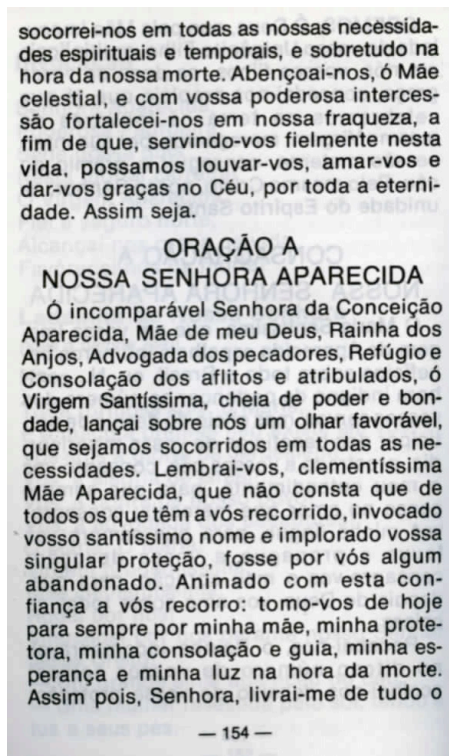 socorrei-nos em todas as nossas necessida-
des espirituais e temporais, e sobretudo na
hora da nossa morte. Abençoai-nos, ó Mãe
celestial, e com vossa poderosa interces-
são fortalecei-nos em nossa fraqueza, a
fim de que, servindo-vos fielmente nesta
vida, possamos louvar-vos, amar-vos e
dar-vos graças no Céu, por toda a eterni-
dade. Assim seja.
ORAÇÃO A
NOSSA SENHORA APARECIDA
Ó incomparável Senhora da Conceição
Aparecida, Mãe de meu Deus, Rainha dos
Anjos, Advogada dos pecadores, Refúgio e
Consolação dos aflitos e atribulados, ó
Virgem Santíssima, cheia de poder e bon-
dade, lançai sobre nós um olhar favorável,
que sejamos socorridos em todas as ne-
cessidades. Lembrai-vos, clementíssima
Mãe Aparecida, que não consta que de
todos os que têm a vós recorrido, invocado
vosso santíssimo nome e implorado vossa
singular proteção, fosse por vós algum
abandonado. Animado com esta con-
fiança a vós recorro: tomo-vos de hoje
para sempre por minha mãe, minha prote-
tora, minha consolação e guia, minha es-
perança e minha luz na hora da morte.
Assim pois, Senhora, livrai-me de tudo o
— 154 —